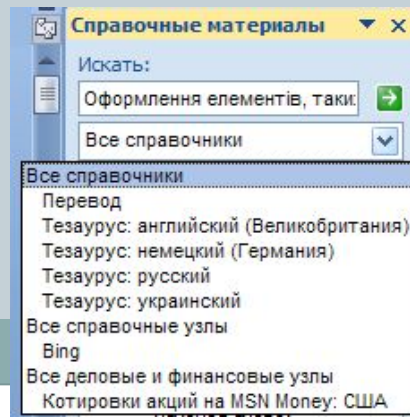 Справочные материалы
Искать:
Оформлення елементів, таки:
Все справочники
Все справочники
Перевод
Тезаурус: английский (Великобритания)
Тезаурус: немецкий (Германия)
Тезаурус: русский
Тезаурус: украинский
Все справочные узлы
Bing
Все деловые и финансовые узлы
Котировки акций на MSN Money: США